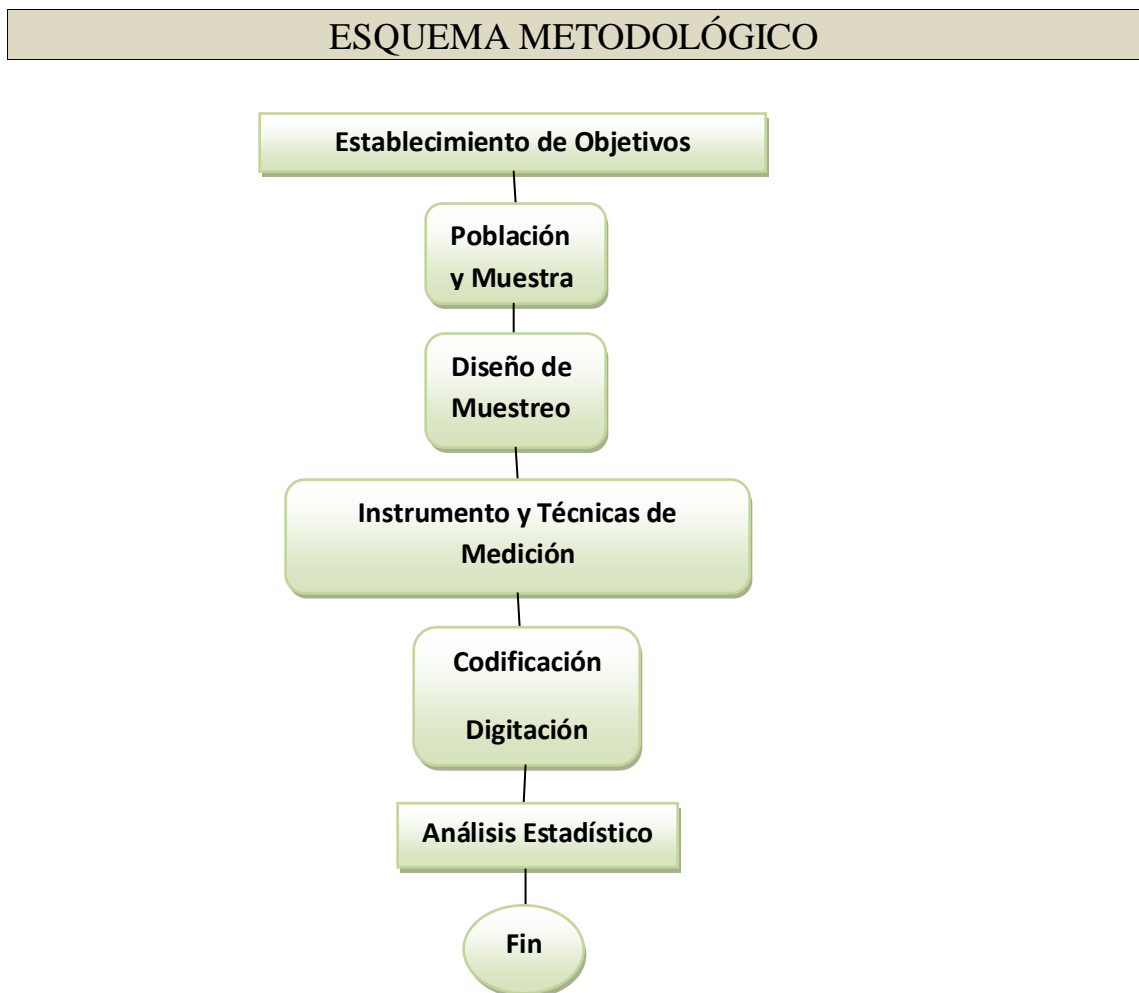 ESQUEMA METODOLÓGICO
Establecimiento de Objetivos
Población
y Muestra
Diseño de
Muestreo
Instrumento y Técnicas de
Medición
Codificación
Digitación
Análisis Estadístico
Fin